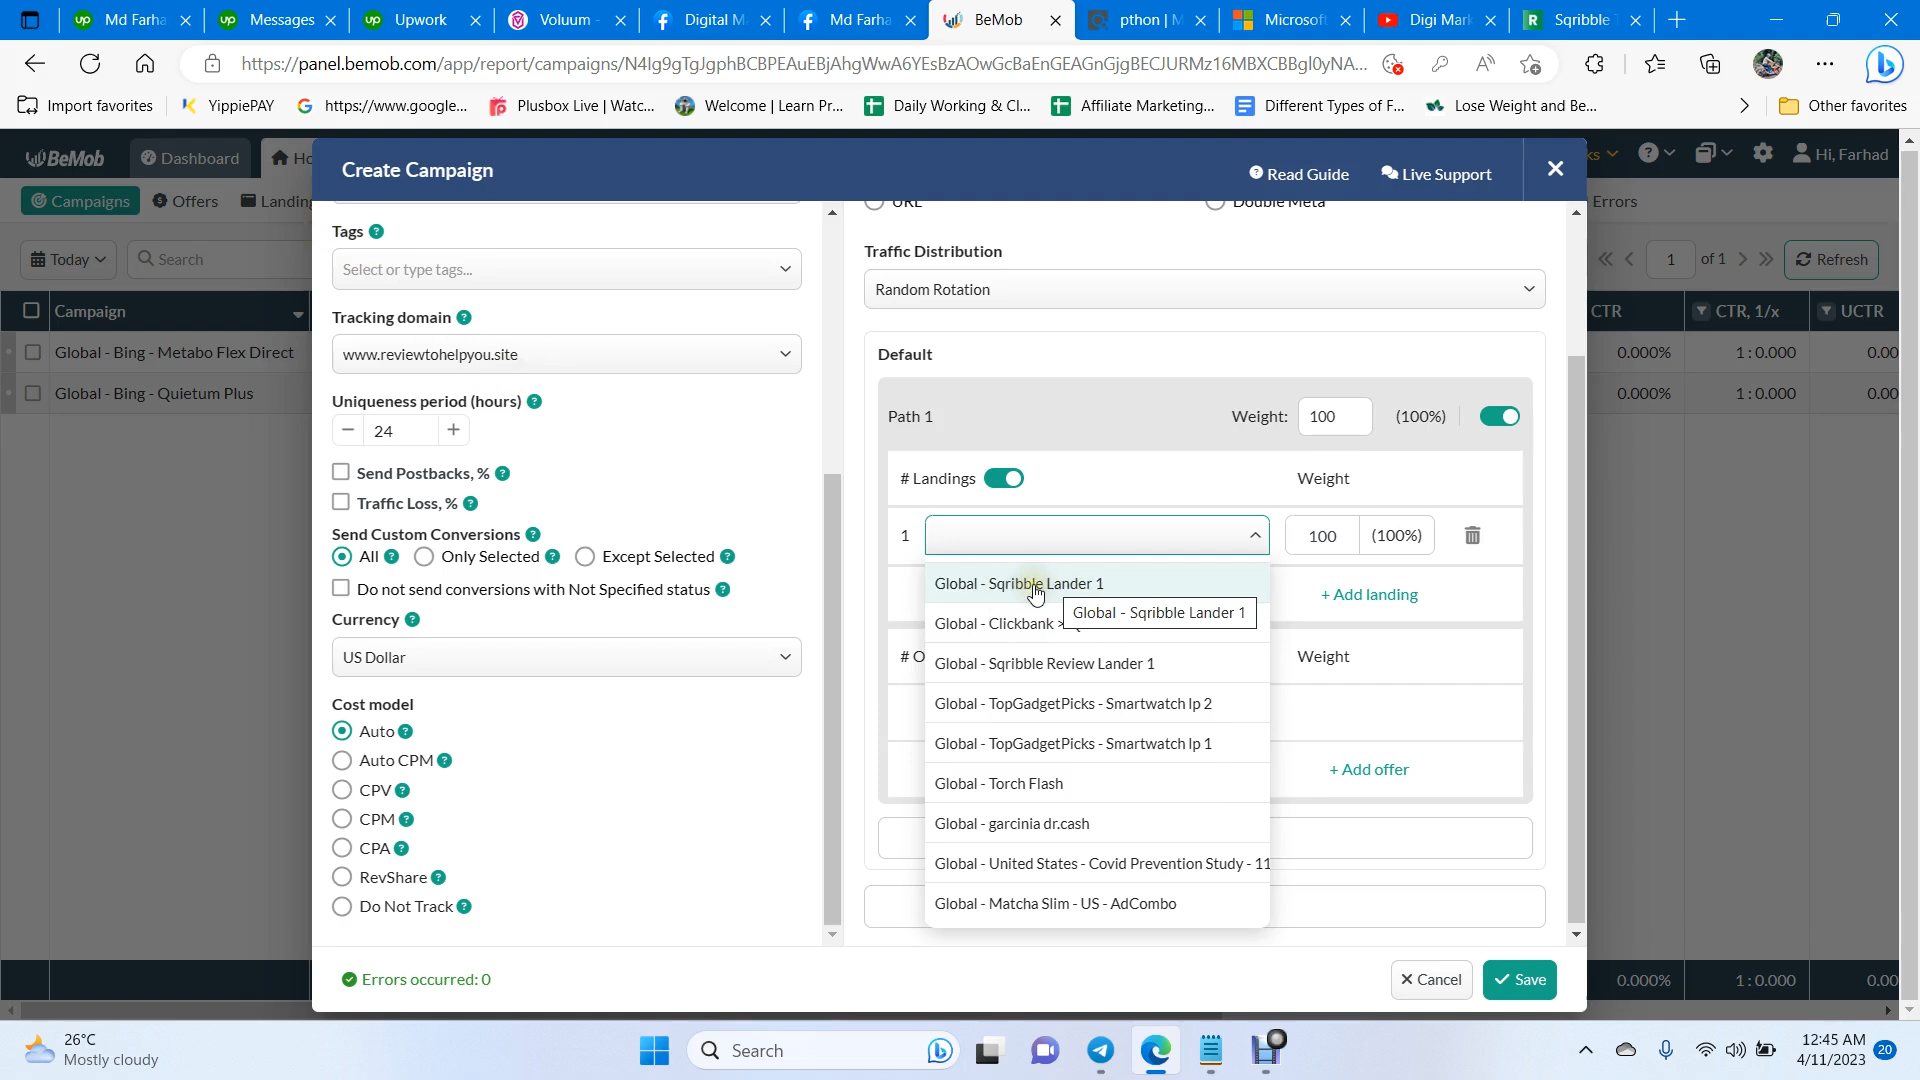 Md Farha
Messages
Upwork
Voluum -
Digital M
Md Farha
BeMob
pthon | M
Microsoft
Digi Mark
Sqribble T
https://panel.bemob.com/app/report/campaigns/
Import favorites
YippiePAY
https://www.google...
Plusbox Live | Watc...
Welcome | Learn Pr...
Daily Working & Cl...
Affiliate Marketing...
Different Types of F...
Lose Weight and Be...
Other favorites
BeMob
Dashboard
Create Campaign
Read Guide
Live Support
Hi, Farhad
Campaigns
Offers
Errors
URL
Double Meta
Today
Search
Tags
Select or type tags...
Traffic Distribution
Random Rotation
1 of 1
Refresh
Campaign
CTR
CTR, 1/x
UCTR
Tracking domain
www.reviewtohelpyou.site
Default
Global - Bing - Metabo Flex Direct
0.000%
1 : 0.000
0.00
Global - Bing - Quietum Plus
0.000%
1 : 0.000
0.00
Uniqueness period (hours)
24
Path 1
Weight:
100
(100%)
Send Postbacks, %
Traffic Loss, %
# Landings
Weight
Send Custom Conversions
All
Only Selected
Except Selected
Do not send conversions with Not Specified status
1
100
(100%)
Global - Sqribble Lander 1
Global - Sqribble Lander 1
Global - Clickbank >
+ Add landing
Currency
US Dollar
Global - Sqribble Review Lander 1
Weight
Global - TopGadgetPicks - Smartwatch lp 2
Global - TopGadgetPicks - Smartwatch lp 1
Global - Torch Flash
Global - garcinia dr.cash
Global - United States - Covid Prevention Study - 11
Global - Matcha Slim - US - AdCombo
+ Add offer
Cost model
Auto
Auto CPM
CPV
CPM
CPA
RevShare
Do Not Track
Errors occurred: 0
Cancel
Save
0.000%
1 : 0.000
0.00
26°C
Mostly cloudy
Search
12:45 AM
4/11/2023
20